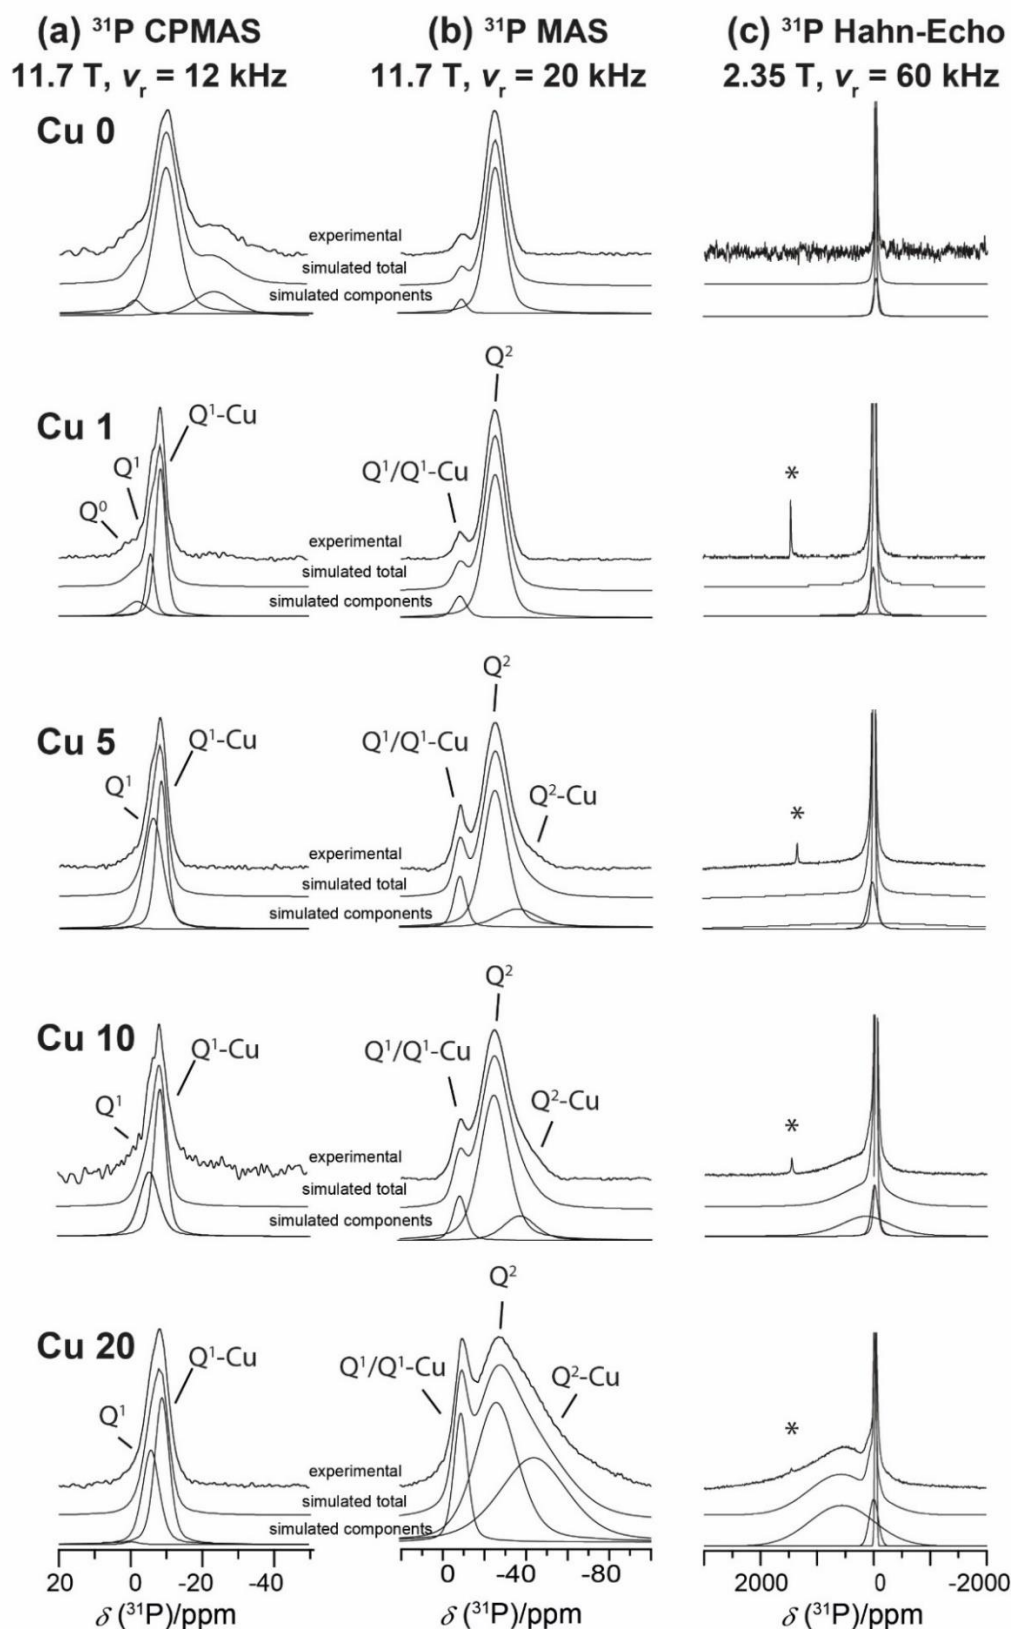 (a) ³¹P CPMAS
11.7 T, νr = 12 kHz
(b) ³¹P MAS
11.7 T, νr = 20 kHz
(c) ³¹P Hahn-Echo
2.35 T, νr = 60 kHz
Cu 0
experimental
simulated total
simulated components
Cu 1
Q⁰
Q¹
Q¹-Cu
Q²
Q¹/Q¹-Cu
*
experimental
simulated total
simulated components
Cu 5
Q¹
Q¹-Cu
Q²
Q¹/Q¹-Cu
Q²-Cu
*
experimental
simulated total
simulated components
Cu 10
Q¹
Q¹-Cu
Q²
Q¹/Q¹-Cu
Q²-Cu
*
experimental
simulated total
simulated components
Cu 20
Q¹
Q¹-Cu
Q²
Q¹/Q¹-Cu
Q²-Cu
*
experimental
simulated total
simulated components
20 0 -20 -40
0 -40 -80
2000 0 -2000
δ (³¹P)/ppm
δ (³¹P)/ppm
δ (³¹P)/ppm